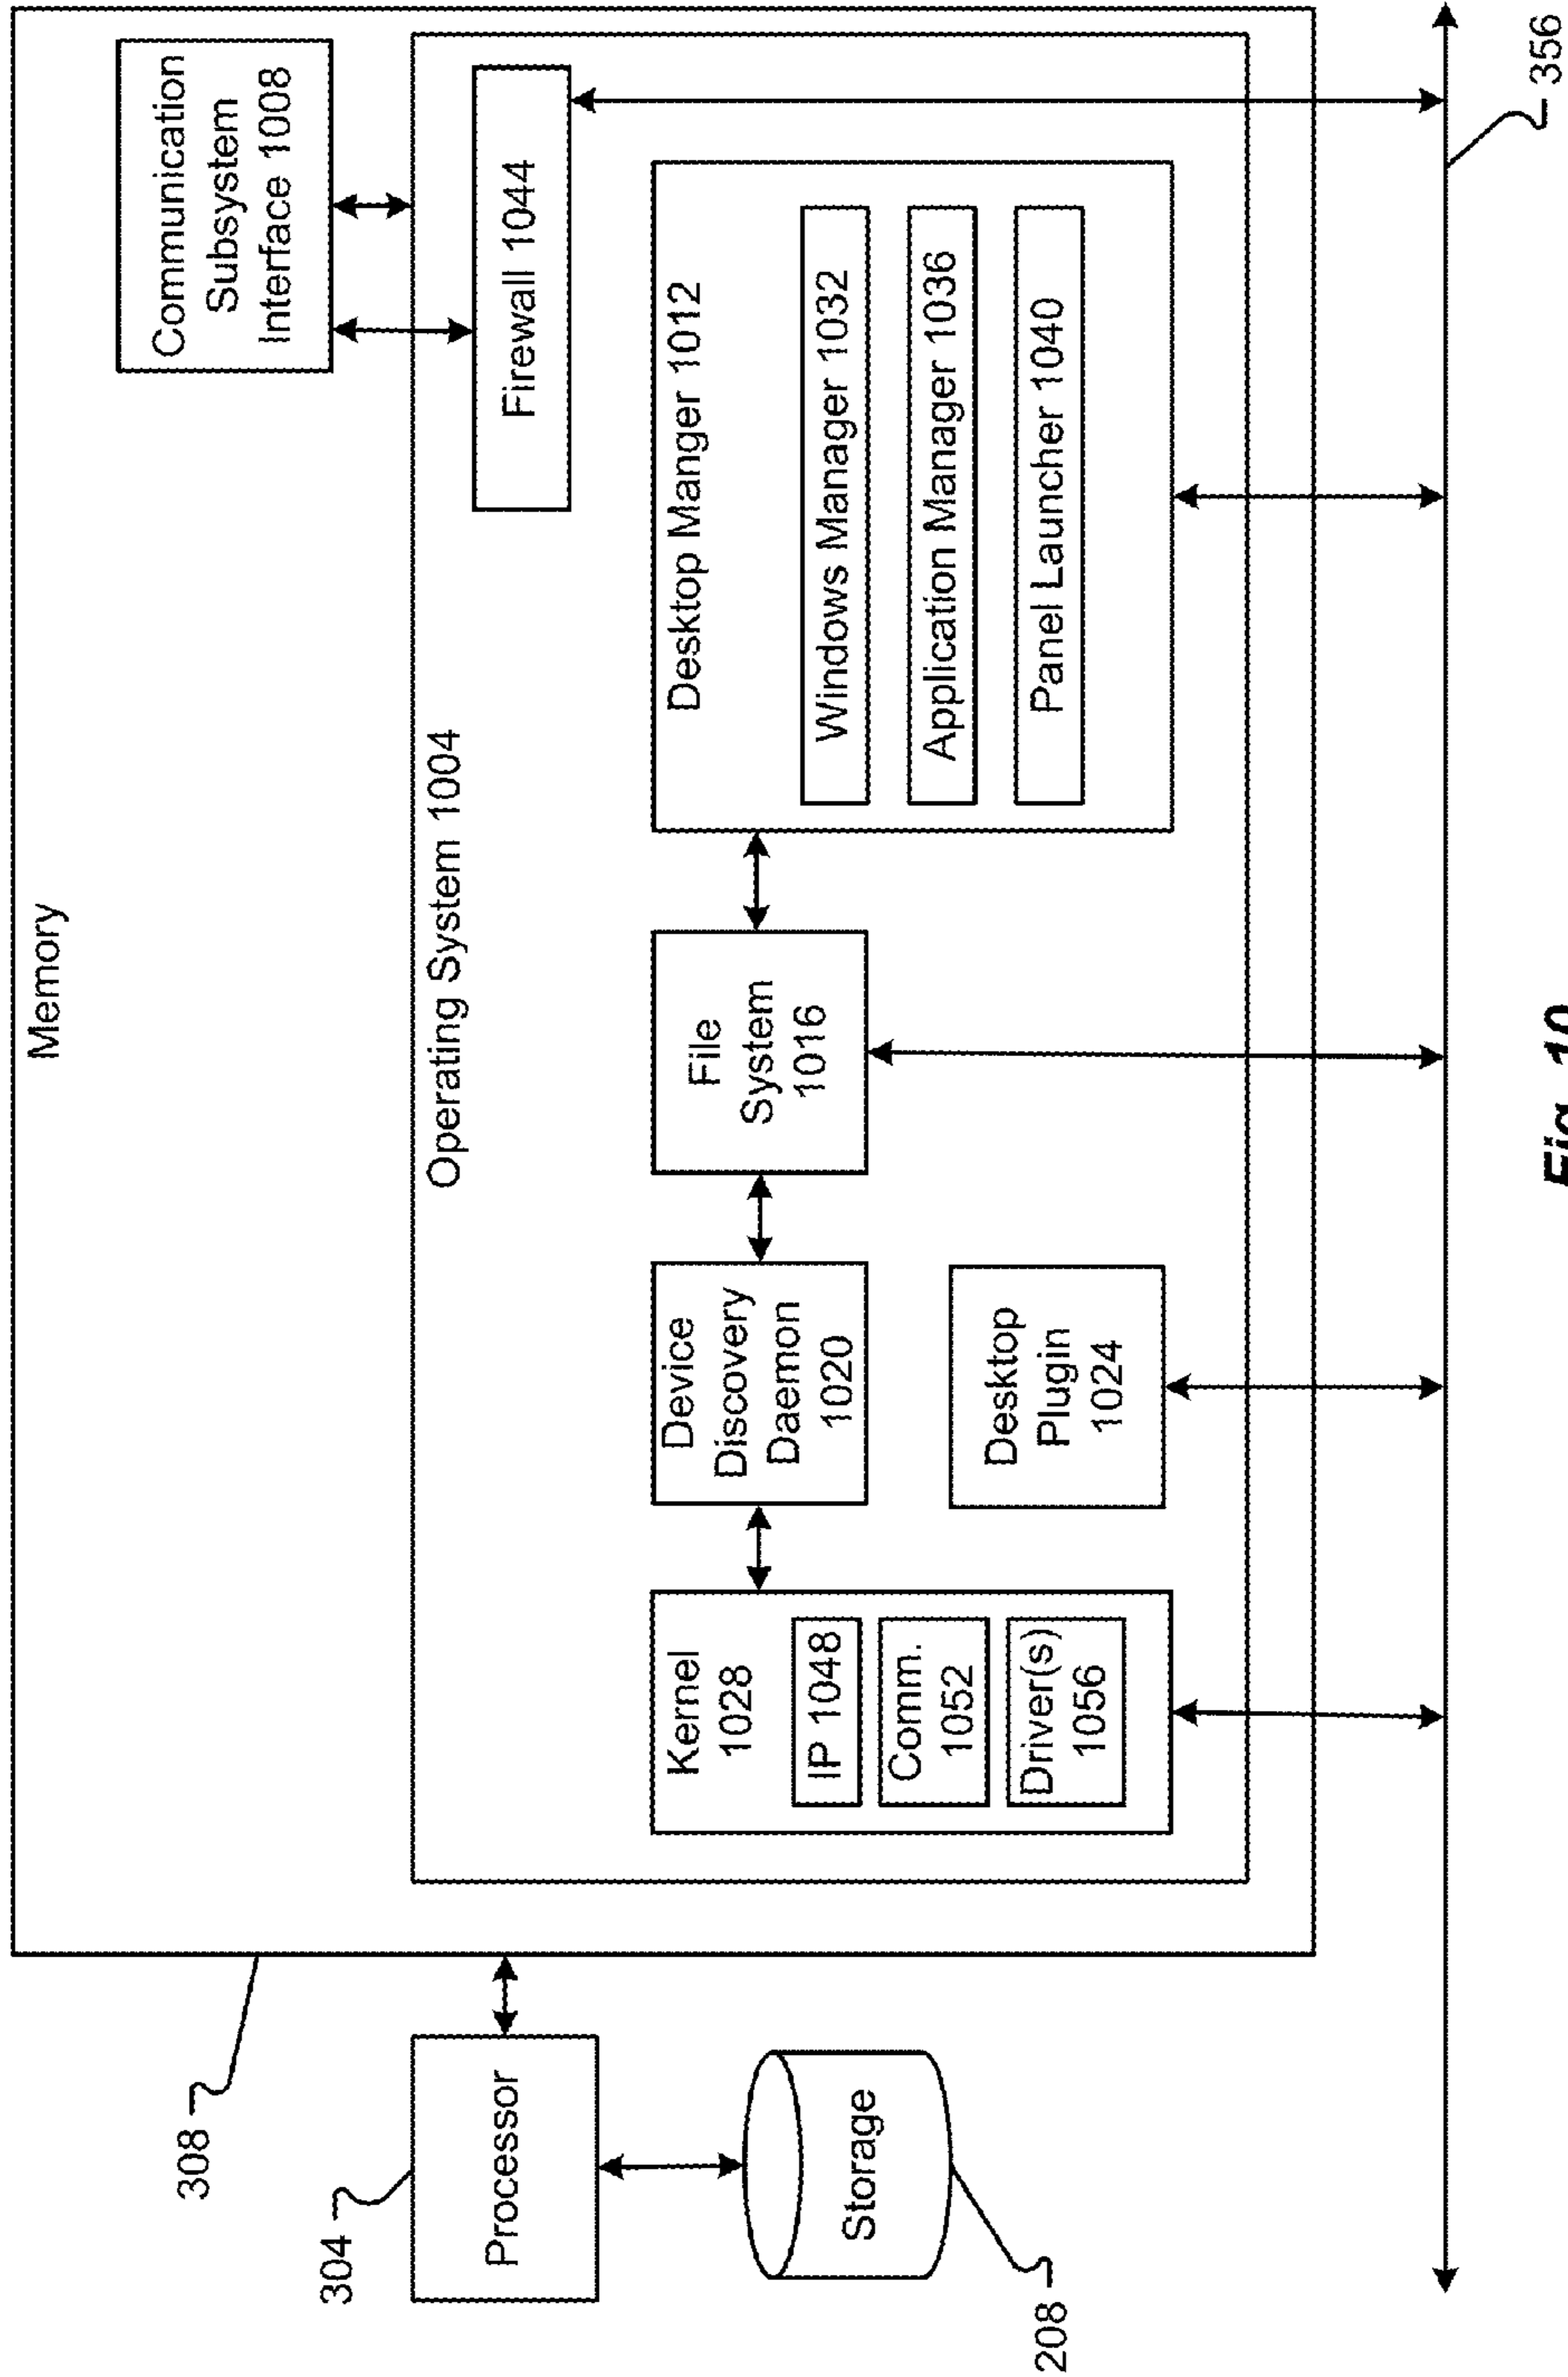 Memory
Communication
Subsystem
Interface 1008
Operating System 1004
Firewall 1044
308
304
Processor
Storage
208
Kernel
1028
IP 1048
Comm.
1052
Driver(s)
1056
Device
Discovery
Daemon
1020
Desktop
Plugin
1024
File
System
1016
Desktop Manger 1012
Windows Manager 1032
Application Manager 1036
Panel Launcher 1040
356
Fig. 10